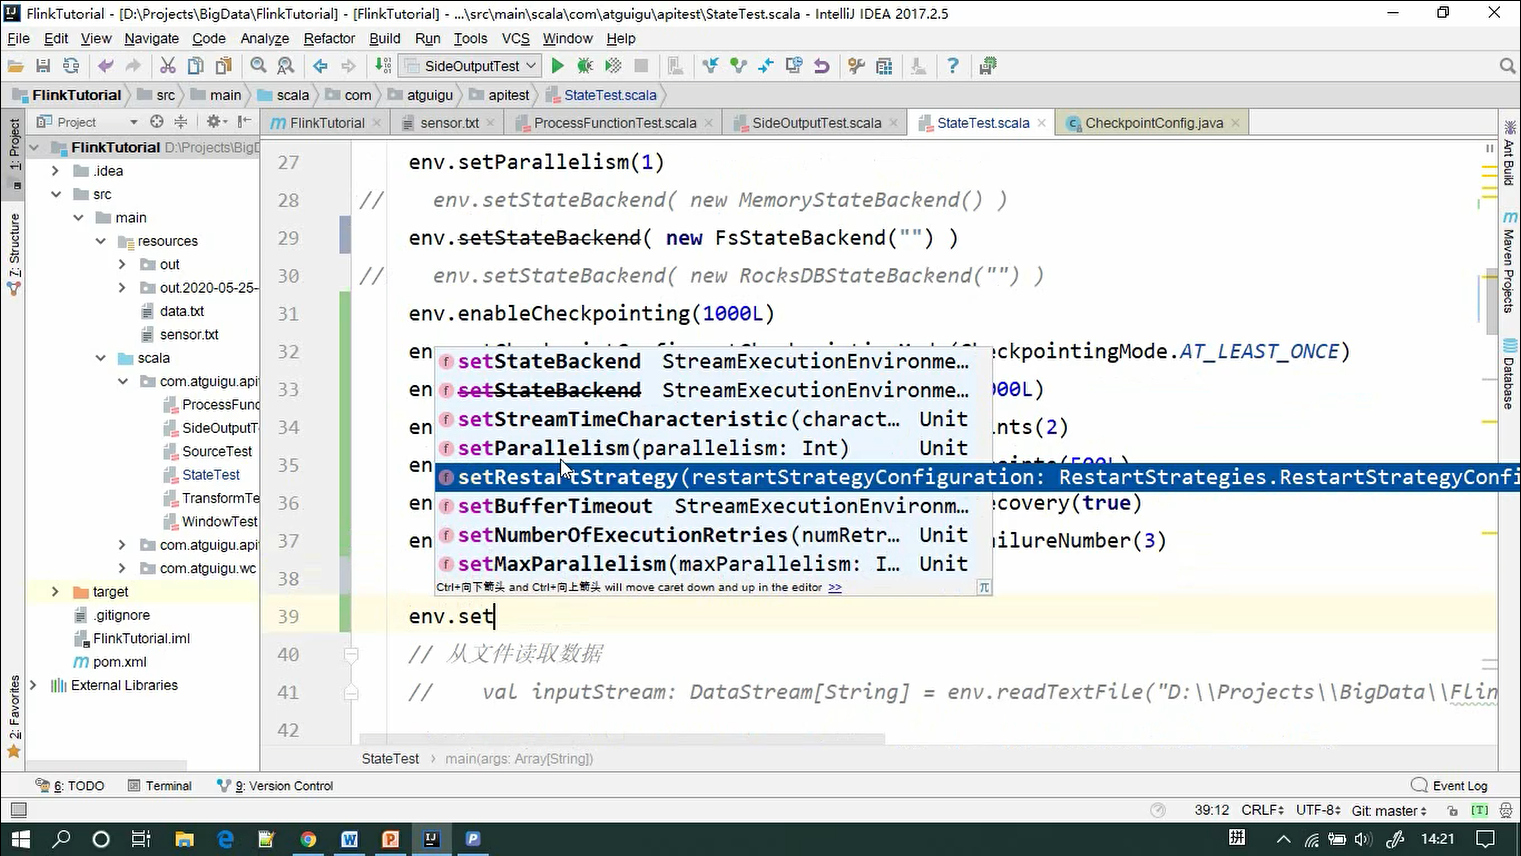 FlinkTutorial - [D:\Projects\BigData\FlinkTutorial] - [FlinkTutorial] - ...\src\main\scala\com\atguigu\apitest\StateTest.scala - IntelliJ IDEA 2017.2.5
File Edit View Navigate Code Analyze Refactor Build Run Tools VCS Window Help
SideOutputTest
FlinkTutorial src main scala com atguigu apitest StateTest.scala
Project
FlinkTutorial sensor.txt ProcessFunctionTest.scala SideOutputTest.scala StateTest.scala CheckpointConfig.java
1: Project
7: Structure
2: Favorites
FlinkTutorial D:\Projects\BigD
.idea
src
main
resources
out
out.2020-05-25-
data.txt
sensor.txt
scala
com.atguigu.apit
ProcessFunc
SideOutputT
SourceTest
StateTest
TransformTe
WindowTest
com.atguigu.apit
com.atguigu.wc
target
.gitignore
FlinkTutorial.iml
pom.xml
External Libraries
27 env.setParallelism(1)
28 // env.setStateBackend( new MemoryStateBackend() )
29 env.setStateBackend( new FsStateBackend("") )
30 // env.setStateBackend( new RocksDBStateBackend("") )
31 env.enableCheckpointing(1000L)
32 en CheckpointingMode.AT_LEAST_ONCE)
33 en 000L)
34 en nts(2)
35 en
36 en ecovery(true)
37 en ilureNumber(3)
38
39 env.set
40 // 从文件读取数据
41 // val inputStream: DataStream[String] = env.readTextFile("D:\\Projects\\BigData\\Flin
42
f setStateBackend StreamExecutionEnvironme...
f setStateBackend StreamExecutionEnvironme...
f setStreamTimeCharacteristic(charact... Unit
f setParallelism(parallelism: Int) Unit
f setRestartStrategy(restartStrategyConfiguration: RestartStrategies.RestartStrategyConfi
f setBufferTimeout StreamExecutionEnvironm...
f setNumberOfExecutionRetries(numRetr... Unit
f setMaxParallelism(maxParallelism: I... Unit
Ctrl+向下箭头 and Ctrl+向上箭头 will move caret down and up in the editor >> π
StateTest main(args: Array[String])
Ant Build
Maven Projects
Database
6: TODO Terminal 9: Version Control Event Log
39:12 CRLF UTF-8 Git: master [T]
拼 14:21